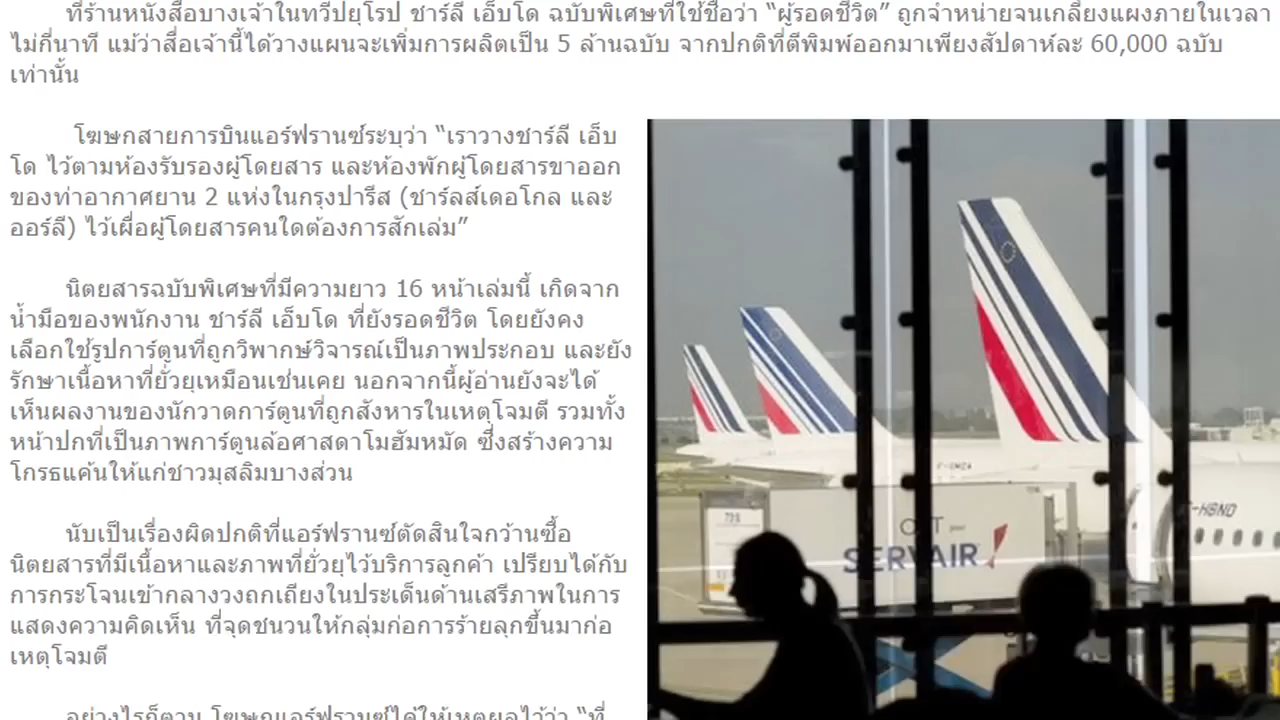 ที่ร้านหนังสือบางเจ้าในทวีปยุโรป ชาร์ลี เอ็บโด ฉบับพิเศษที่ใช้ชื่อว่า “ผู้รอดชีวิต” ถูกจำหน่ายจนเกลี้ยงแผงภายในเวลา
ไม่กี่นาที แม้ว่าสื่อเจ้านี้ได้วางแผนจะเพิ่มการผลิตเป็น 5 ล้านฉบับ จากปกติที่ตีพิมพ์ออกมาเพียงสัปดาห์ละ 60,000 ฉบับ
เท่านั้น
โฆษกสายการบินแอร์ฟรานซ์ระบุว่า “เราวางชาร์ลี เอ็บ
โด ไว้ตามห้องรับรองผู้โดยสาร และห้องพักผู้โดยสารขาออก
ของท่าอากาศยาน 2 แห่งในกรุงปารีส (ชาร์ลส์เดอโกล และ
ออร์ลี) ไว้เผื่อผู้โดยสารคนใดต้องการสักเล่ม”
นิตยสารฉบับพิเศษที่มีความยาว 16 หน้าเล่มนี้ เกิดจาก
น้ำมือของพนักงาน ชาร์ลี เอ็บโด ที่ยังรอดชีวิต โดยยังคง
เลือกใช้รูปการ์ตูนที่ถูกวิพากษ์วิจารณ์เป็นภาพประกอบ และยัง
รักษาเนื้อหาที่ยั่วยุเหมือนเช่นเคย นอกจากนี้ผู้อ่านยังจะได้
เห็นผลงานของนักวาดการ์ตูนที่ถูกสังหารในเหตุโจมตี รวมทั้ง
หน้าปกที่เป็นภาพการ์ตูนล้อศาสดาโมฮัมหมัด ซึ่งสร้างความ
โกรธแค้นให้แก่ชาวมุสลิมบางส่วน
นับเป็นเรื่องผิดปกติที่แอร์ฟรานซ์ตัดสินใจกว้านซื้อ
นิตยสารที่มีเนื้อหาและภาพที่ยั่วยุไว้บริการลูกค้า เปรียบได้กับ
การกระโจนเข้ากลางวงถกเถียงในประเด็นด้านเสรีภาพในการ
แสดงความคิดเห็น ที่จุดชนวนให้กลุ่มก่อการร้ายลุกขึ้นมาก่อ
เหตุโจมตี
อย่างไรก็ตาม โฆษกแอร์ฟรานซ์ได้ให้เหตุผลไว้ว่า “ที่
SERVAIR